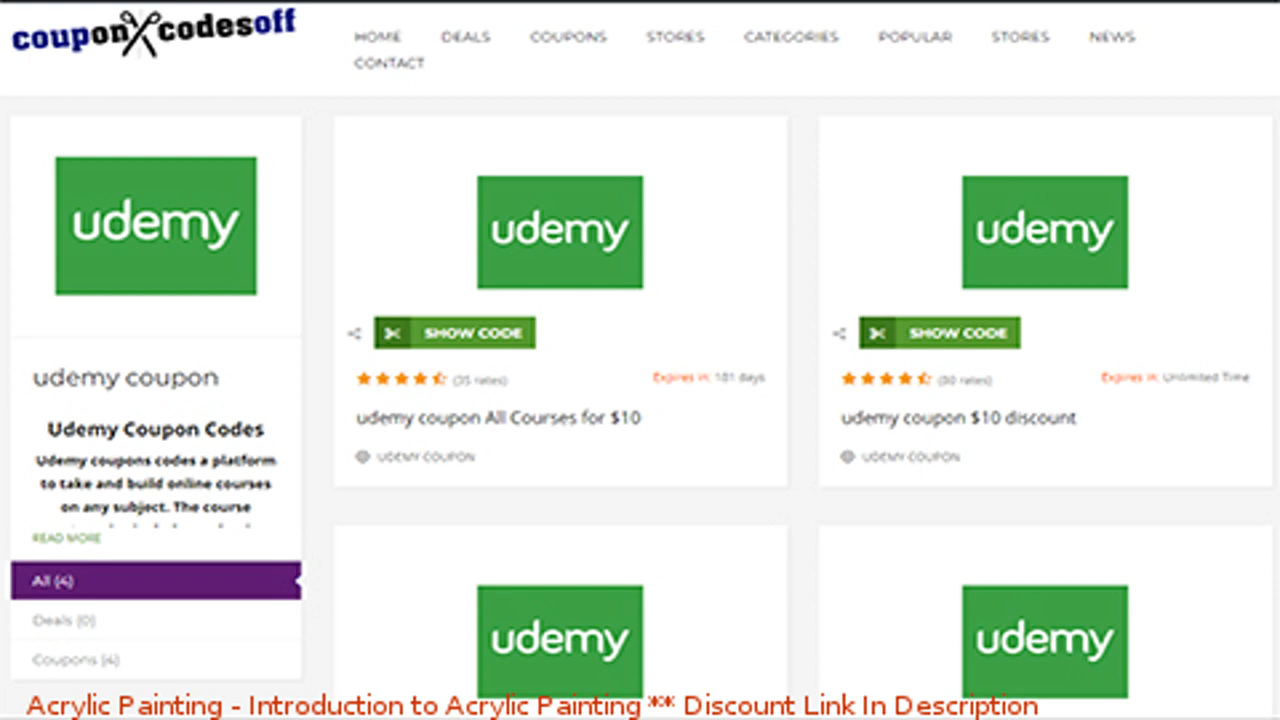 couponcodesoff
HOME DEALS COUPONS STORES CATEGORIES POPULAR STORES NEWS
CONTACT
udemy
udemy coupon
Udemy Coupon Codes
Udemy coupons codes a platform
to take and build online courses
on any subject. The course
READ MORE
All (4)
Deals (0)
Coupons (4)
udemy
SHOW CODE
(35 rates) Expires in: 181 days
udemy coupon All Courses for $10
UDEMY COUPON
udemy
SHOW CODE
(80 rates) Expires in: Unlimited Time
udemy coupon $10 discount
UDEMY COUPON
udemy
udemy
Acrylic Painting - Introduction to Acrylic Painting ** Discount Link In Description